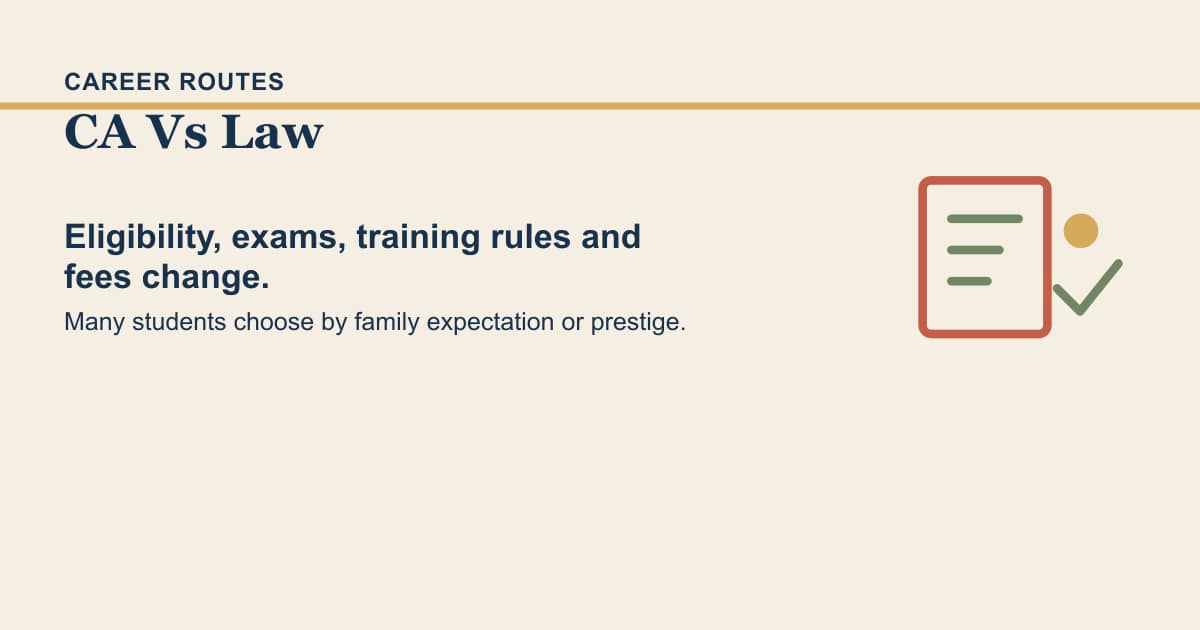 CAREER ROUTES
CA Vs Law
Eligibility, exams, training rules and
fees change.
Many students choose by family expectation or prestige.